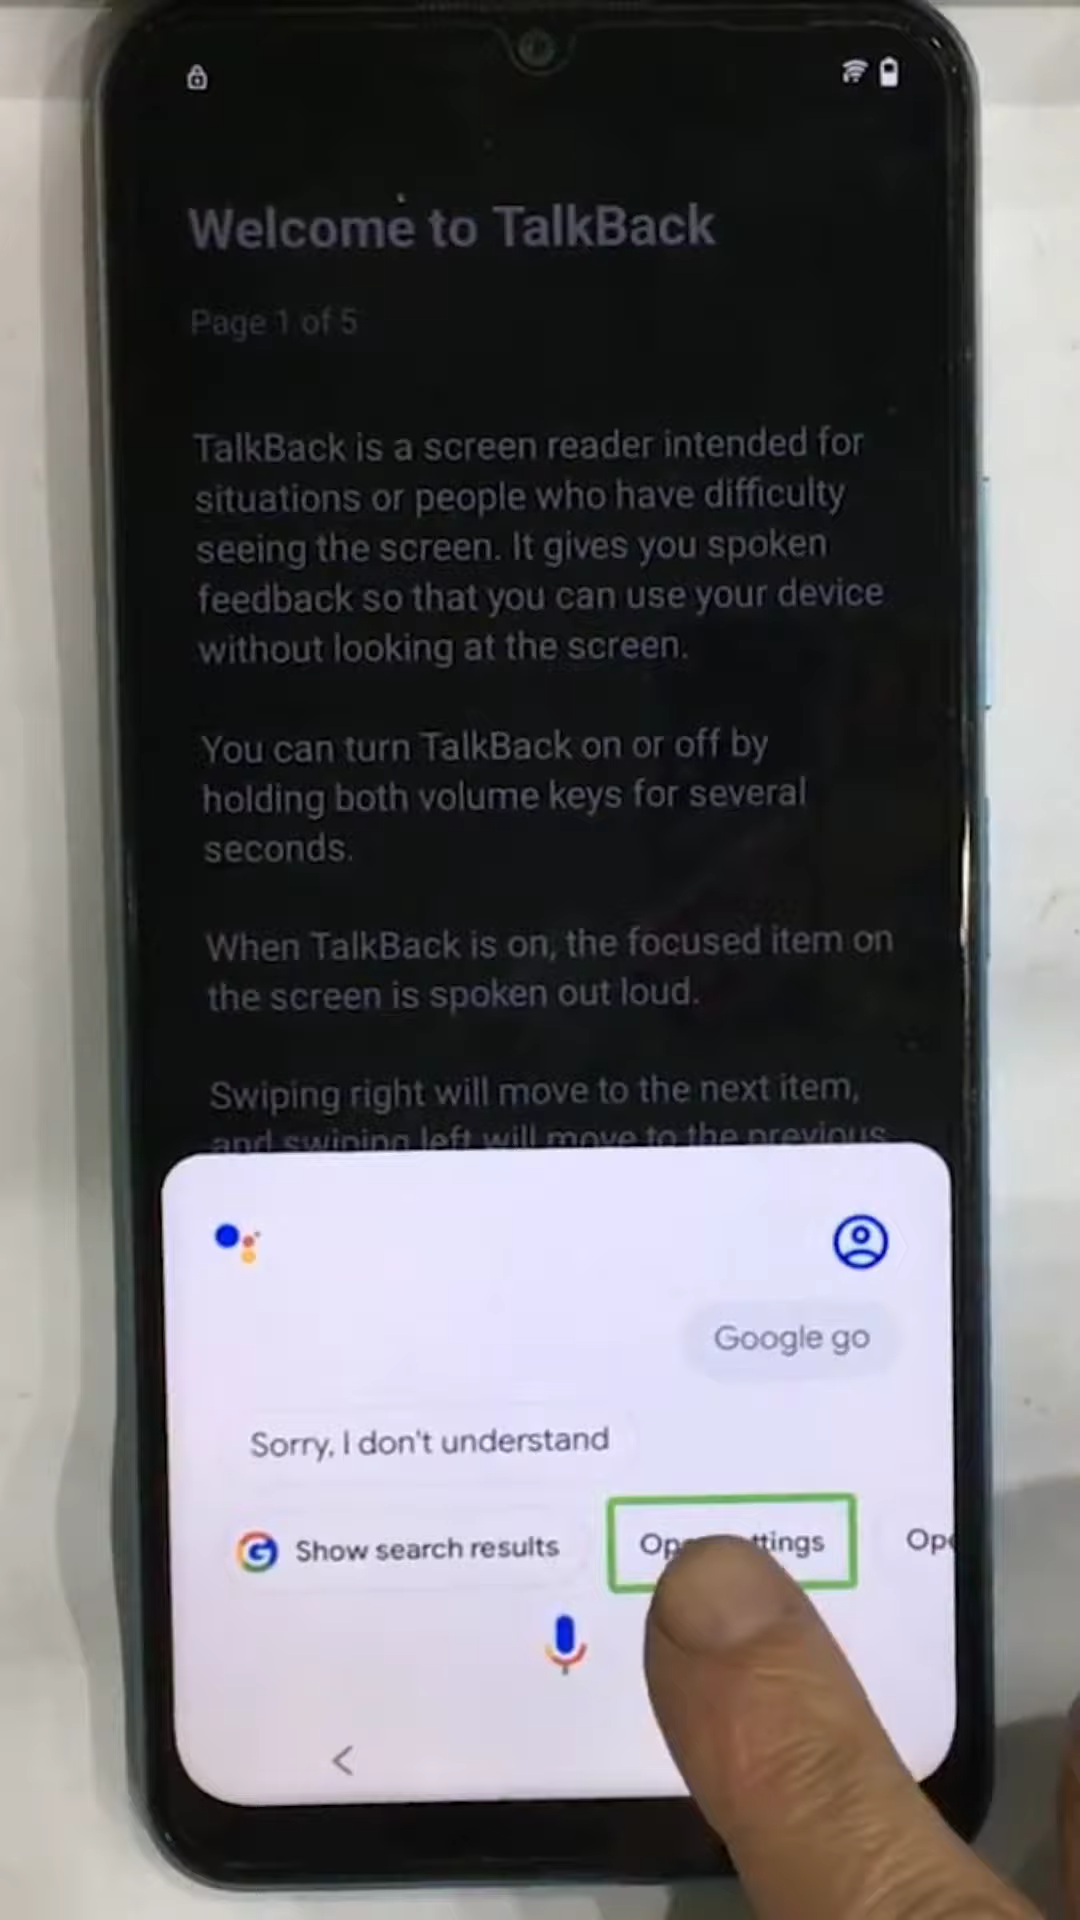 Welcome to TalkBack
Page 1 of 5
TalkBack is a screen reader intended for
situations or people who have difficulty
seeing the screen. It gives you spoken
feedback so that you can use your device
without looking at the screen.
You can turn TalkBack on or off by
holding both volume keys for several
seconds.
When TalkBack is on, the focused item on
the screen is spoken out loud.
Swiping right will move to the next item,
and swiping left will move to the previous
Google go
Sorry, I don't understand
Show search results